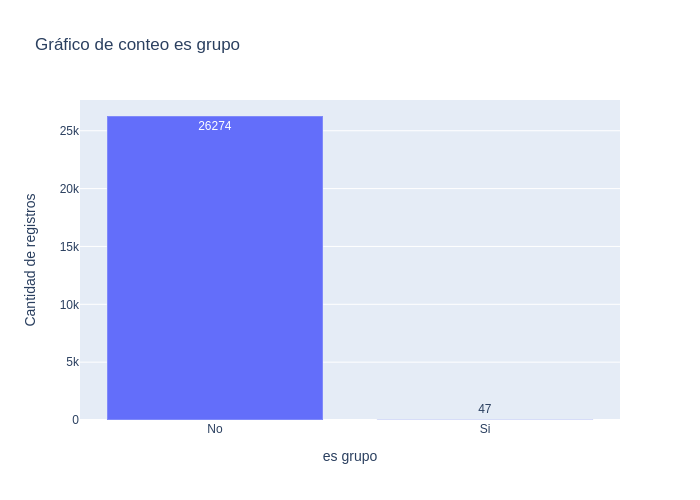 Gráfico de conteo es grupo
Cantidad de registros
25k
20k
15k
10k
5k
0
26274
47
No
Si
es grupo